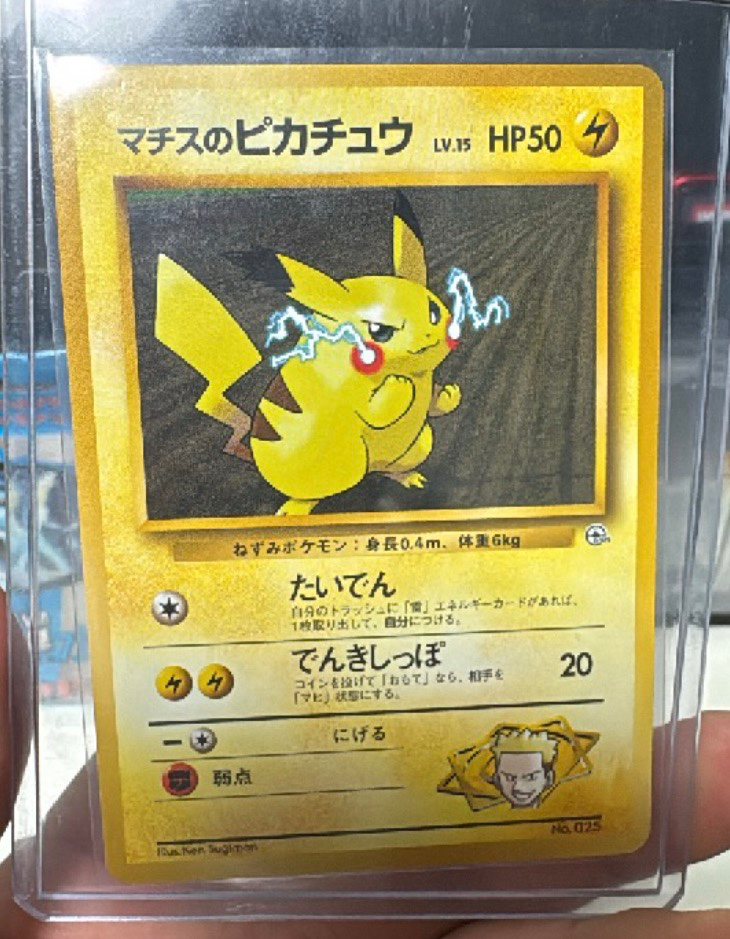 マチスのピカチュウ LV.15 HP50
ねずみポケモン：身長0.4m、体重6kg
たいでん
自分のトラッシュに「雷」エネルギーカードがあれば、
1枚取り出して、自分につける。
でんきしっぽ 20
コインを投げて「おもて」なら、相手を
「マヒ」状態にする。
にげる
弱点
No. 025
Illus. Ken Sugimori